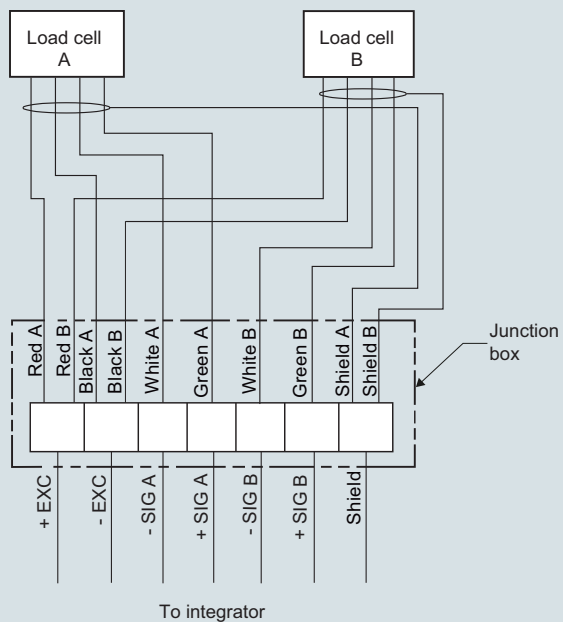 Load cell
A
Load cell
B
Red A
Red B
Black A
Black B
White A
Green A
White B
Green B
Shield A
Shield B
Junction
box
+ EXC
- EXC
- SIG A
+ SIG A
- SIG B
+ SIG B
Shield
To integrator